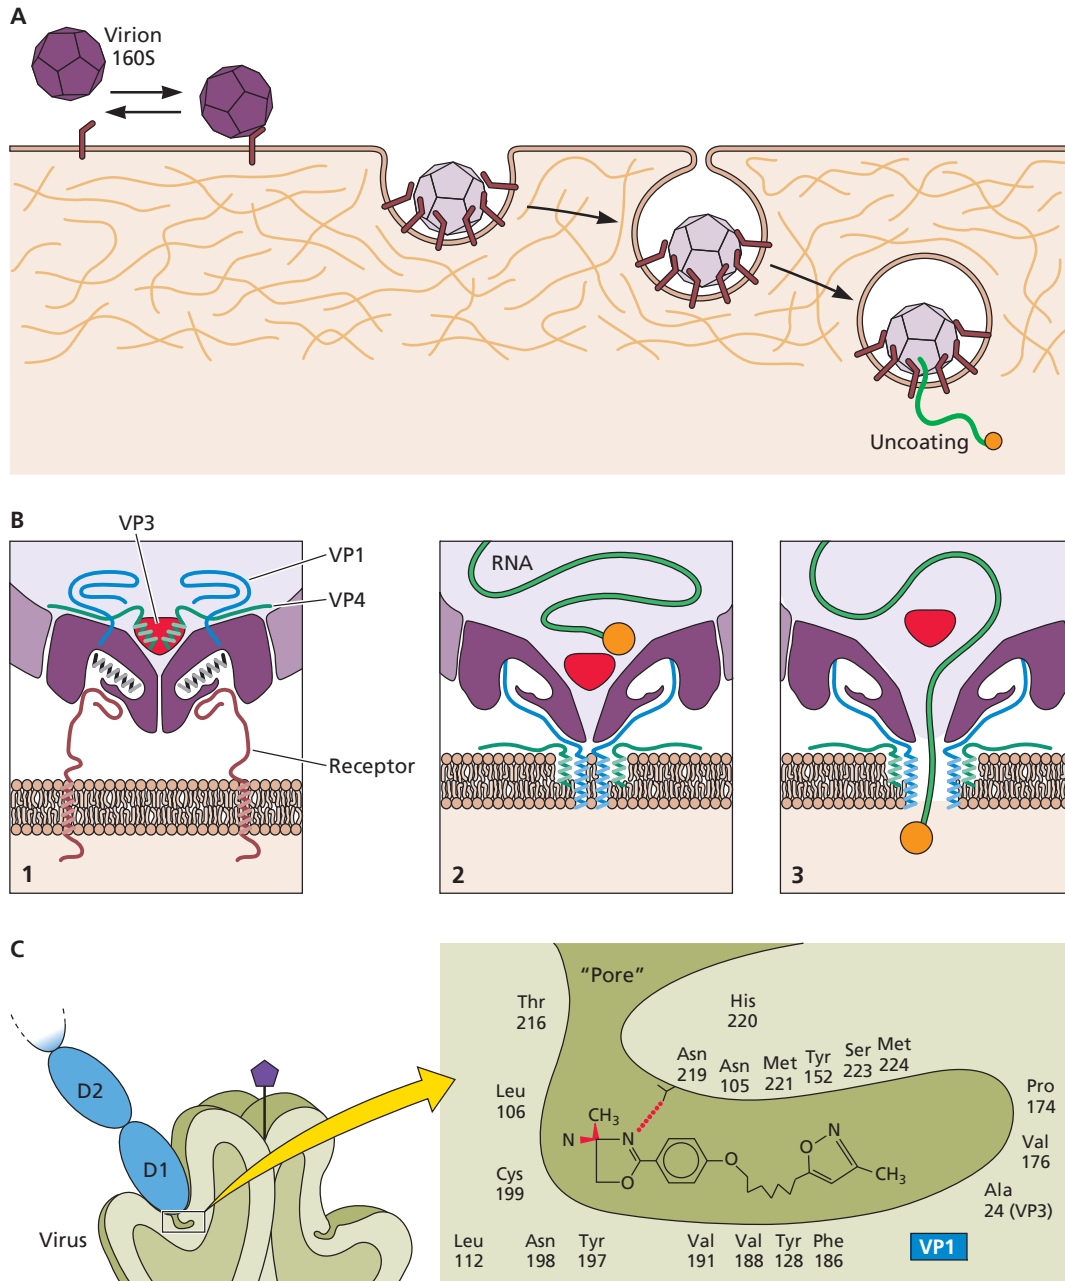 A
Virion
160S
Uncoating
B
VP3
VP1
VP4
Receptor
1
RNA
2
3
C
D2
D1
Virus
"Pore"
Thr
216
His
220
Asn
219
Asn
105
Met
221
Tyr
152
Ser
223
Met
224
Leu
106
Pro
174
CH3
N
N
O
O
O
N
CH3
Val
176
Cys
199
Ala
24 (VP3)
Leu
112
Asn
198
Tyr
197
Val
191
Val
188
Tyr
128
Phe
186
VP1